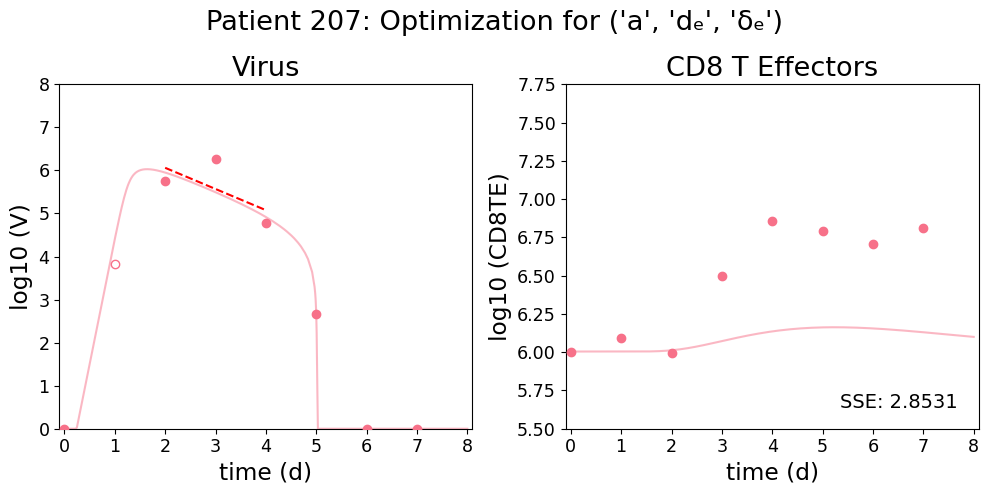 Patient 207: Optimization for ('a', 'dₑ', 'δₑ')
Virus
log10 (V)
8
7
6
5
4
3
2
1
0
0 1 2 3 4 5 6 7 8
time (d)
CD8 T Effectors
log10 (CD8TE)
7.75
7.50
7.25
7.00
6.75
6.50
6.25
6.00
5.75
5.50
SSE: 2.8531
0 1 2 3 4 5 6 7 8
time (d)